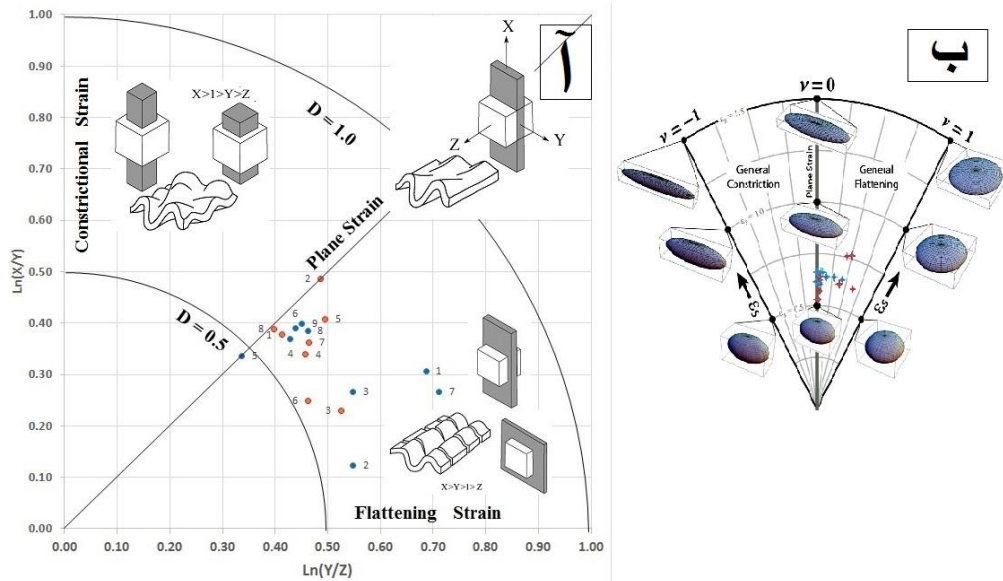 1.00
0.90
0.80
0.70
0.60
0.50
0.40
0.30
0.20
0.10
0.00
0.00
0.10
0.20
0.30
0.40
0.50
0.60
0.70
0.80
0.90
1.00
Ln(X/Y)
Ln(Y/Z)
Constrictional Strain
X>1>Y>Z
D = 1.0
D = 0.5
Plane Strain
X
Z
Y
آ
2
5
6
9
8
8
1
7
4
4
5
1
3
7
6
3
2
X>Y>1>Z
Flattening Strain
ب
ν=0
ν=-1
ν=1
General
Constriction
Plane Strain
General
Flattening
εs
εs